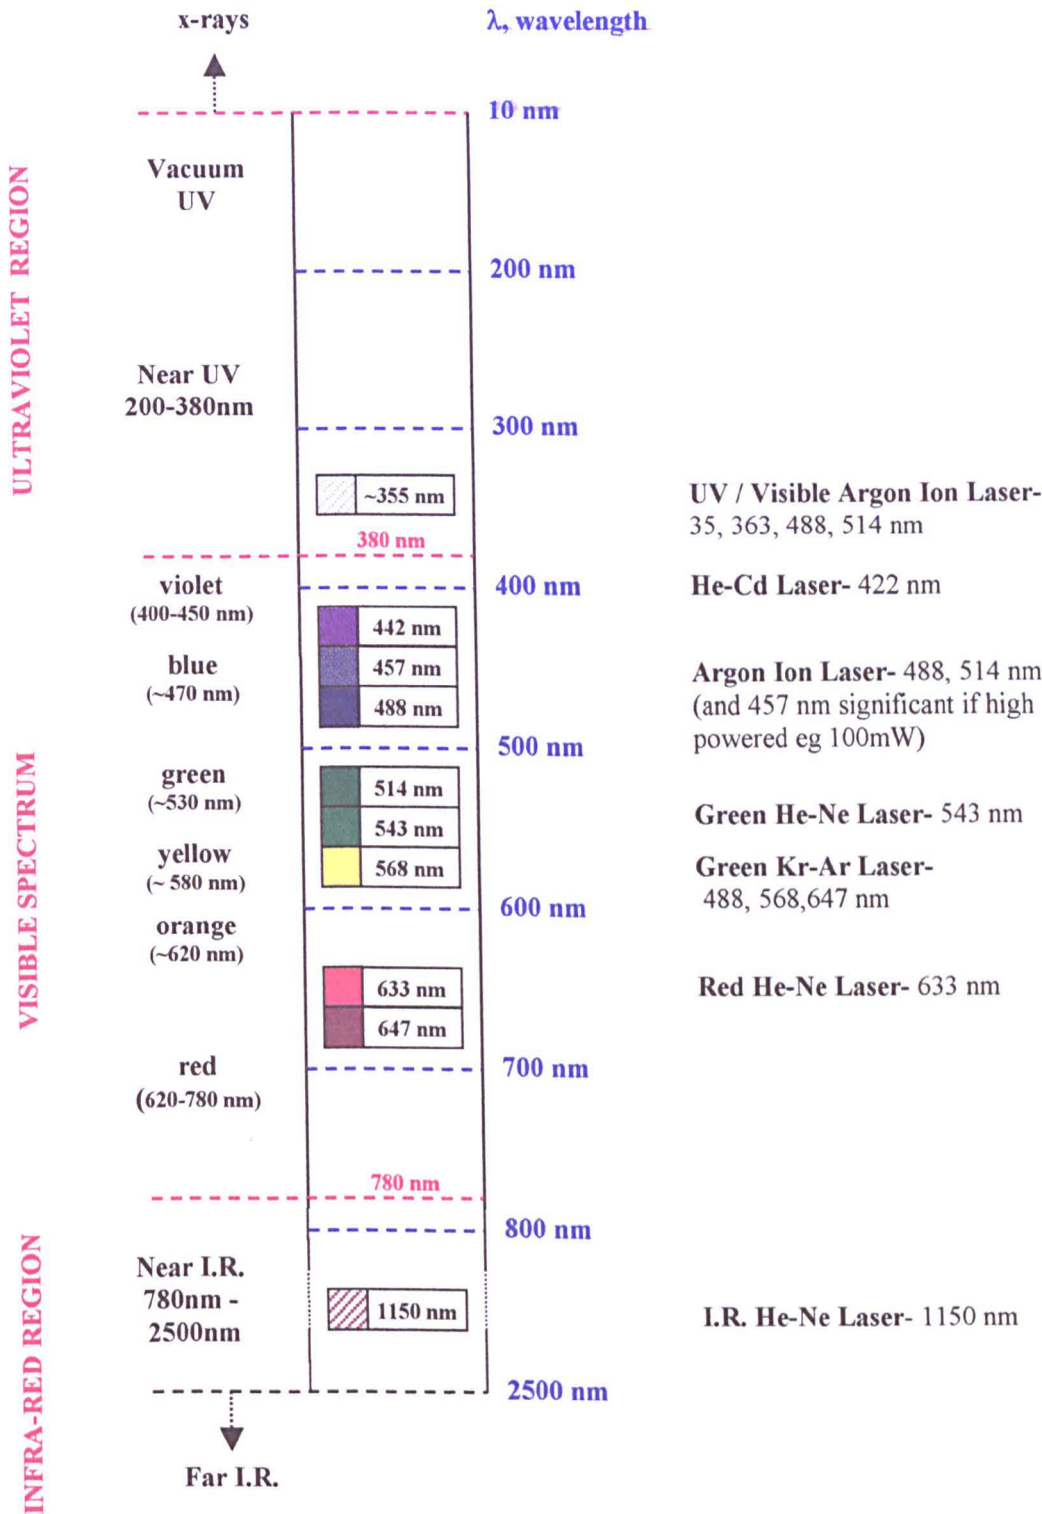 x-rays
λ, wavelength
10 nm
Vacuum
UV
200 nm
Near UV
200-380nm
300 nm
~355 nm
380 nm
400 nm
violet
(400-450 nm)
442 nm
457 nm
488 nm
blue
(~470 nm)
500 nm
green
(~530 nm)
514 nm
543 nm
568 nm
yellow
(~ 580 nm)
600 nm
orange
(~620 nm)
633 nm
647 nm
700 nm
red
(620-780 nm)
780 nm
800 nm
Near I.R.
780nm -
2500nm
1150 nm
2500 nm
Far I.R.
ULTRAVIOLET REGION
VISIBLE SPECTRUM
INFRA-RED REGION
UV / Visible Argon Ion Laser-
35, 363, 488, 514 nm
He-Cd Laser- 422 nm
Argon Ion Laser- 488, 514 nm
(and 457 nm significant if high
powered eg 100mW)
Green He-Ne Laser- 543 nm
Green Kr-Ar Laser-
488, 568,647 nm
Red He-Ne Laser- 633 nm
I.R. He-Ne Laser- 1150 nm